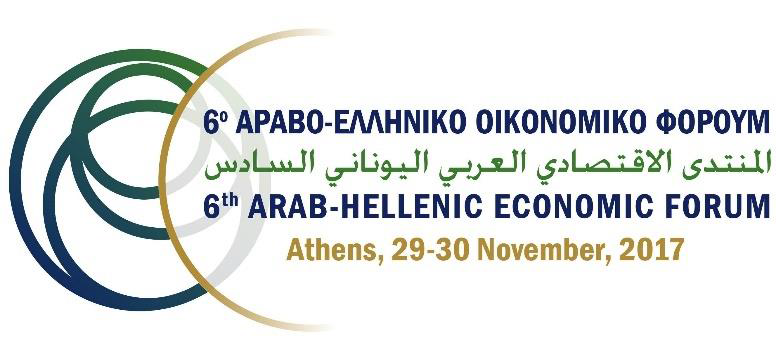 6ο ΑΡΑΒΟ-ΕΛΛΗΝΙΚΟ ΟΙΚΟΝΟΜΙΚΟ ΦΟΡΟΥΜ
المنتدى الاقتصادي العربي اليوناني السادس
6th ARAB-HELLENIC ECONOMIC FORUM
Athens, 29-30 November, 2017